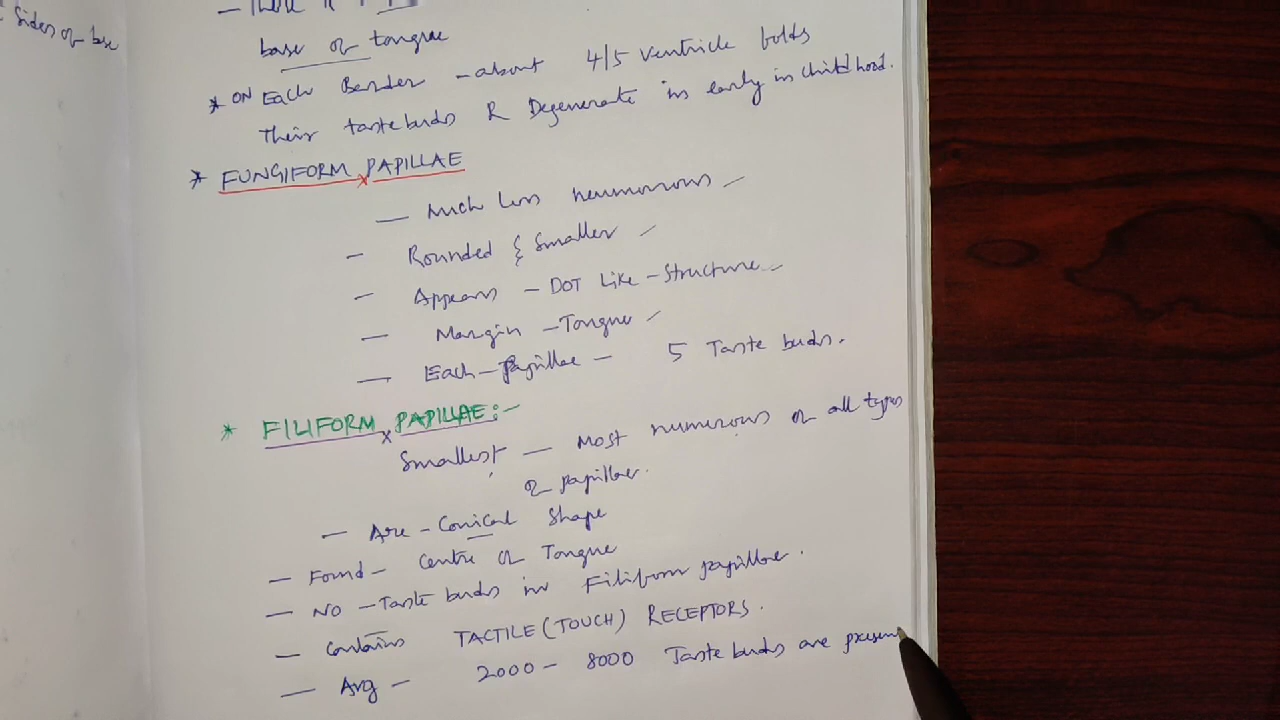 : Sides of base
base of tongue
* ON Each Border - about 4/5 ventricle folds
Their taste buds R Degenerate in early in childhood.
* FUNGIFORM PAPILLAE
- Much less neumorous -
- Rounded & Smaller
- Appears - DOT Like - Structure -
- Margin - Tongue
- Each - Papillae - 5 Taste buds.
* FILIFORM PAPILLAE :-
Smallest - Most numerous of all types
of papillae.
- Are - Conical Shape
- Found - Centre of Tongue
- No - Taste buds in Filiform papillae.
- Contains TACTILE (TOUCH) RECEPTORS.
- Avg - 2000 - 8000 Taste buds are presen